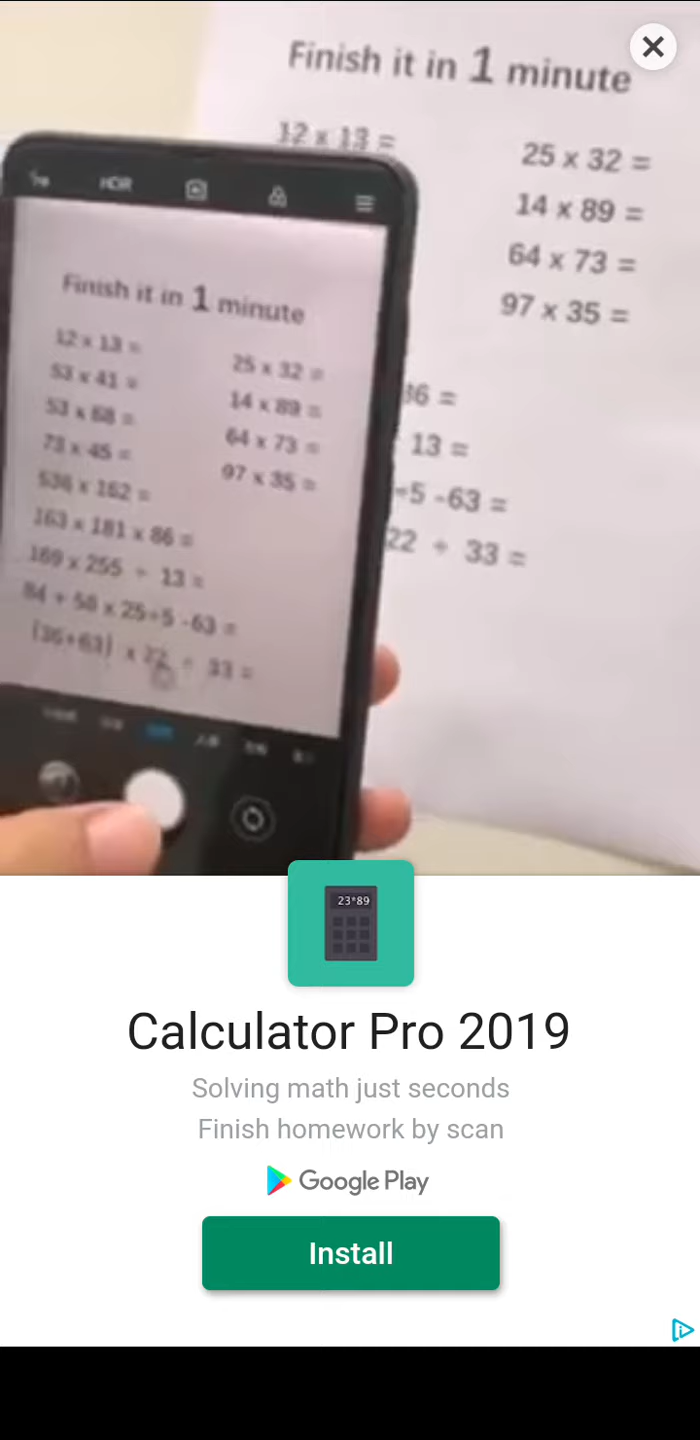 Finish it in 1 minute
12 x 13 =
25 x 32 =
14 x 89 =
64 x 73 =
97 x 35 =
36 =
13 =
÷5 -63 =
22 ÷ 33 =
HDR
Finish it in 1 minute
12 x 13 =
25 x 32 =
53 x 41 =
14 x 89 =
53 x 68 =
64 x 73 =
73 x 45 =
97 x 35 =
536 x 162 =
163 x 181 x 86 =
169 x 255 ÷ 13 =
84 + 58 x 25÷5 -63 =
(36+63) x 22 ÷ 33 =
23*89
Calculator Pro 2019
Solving math just seconds
Finish homework by scan
Google Play
Install